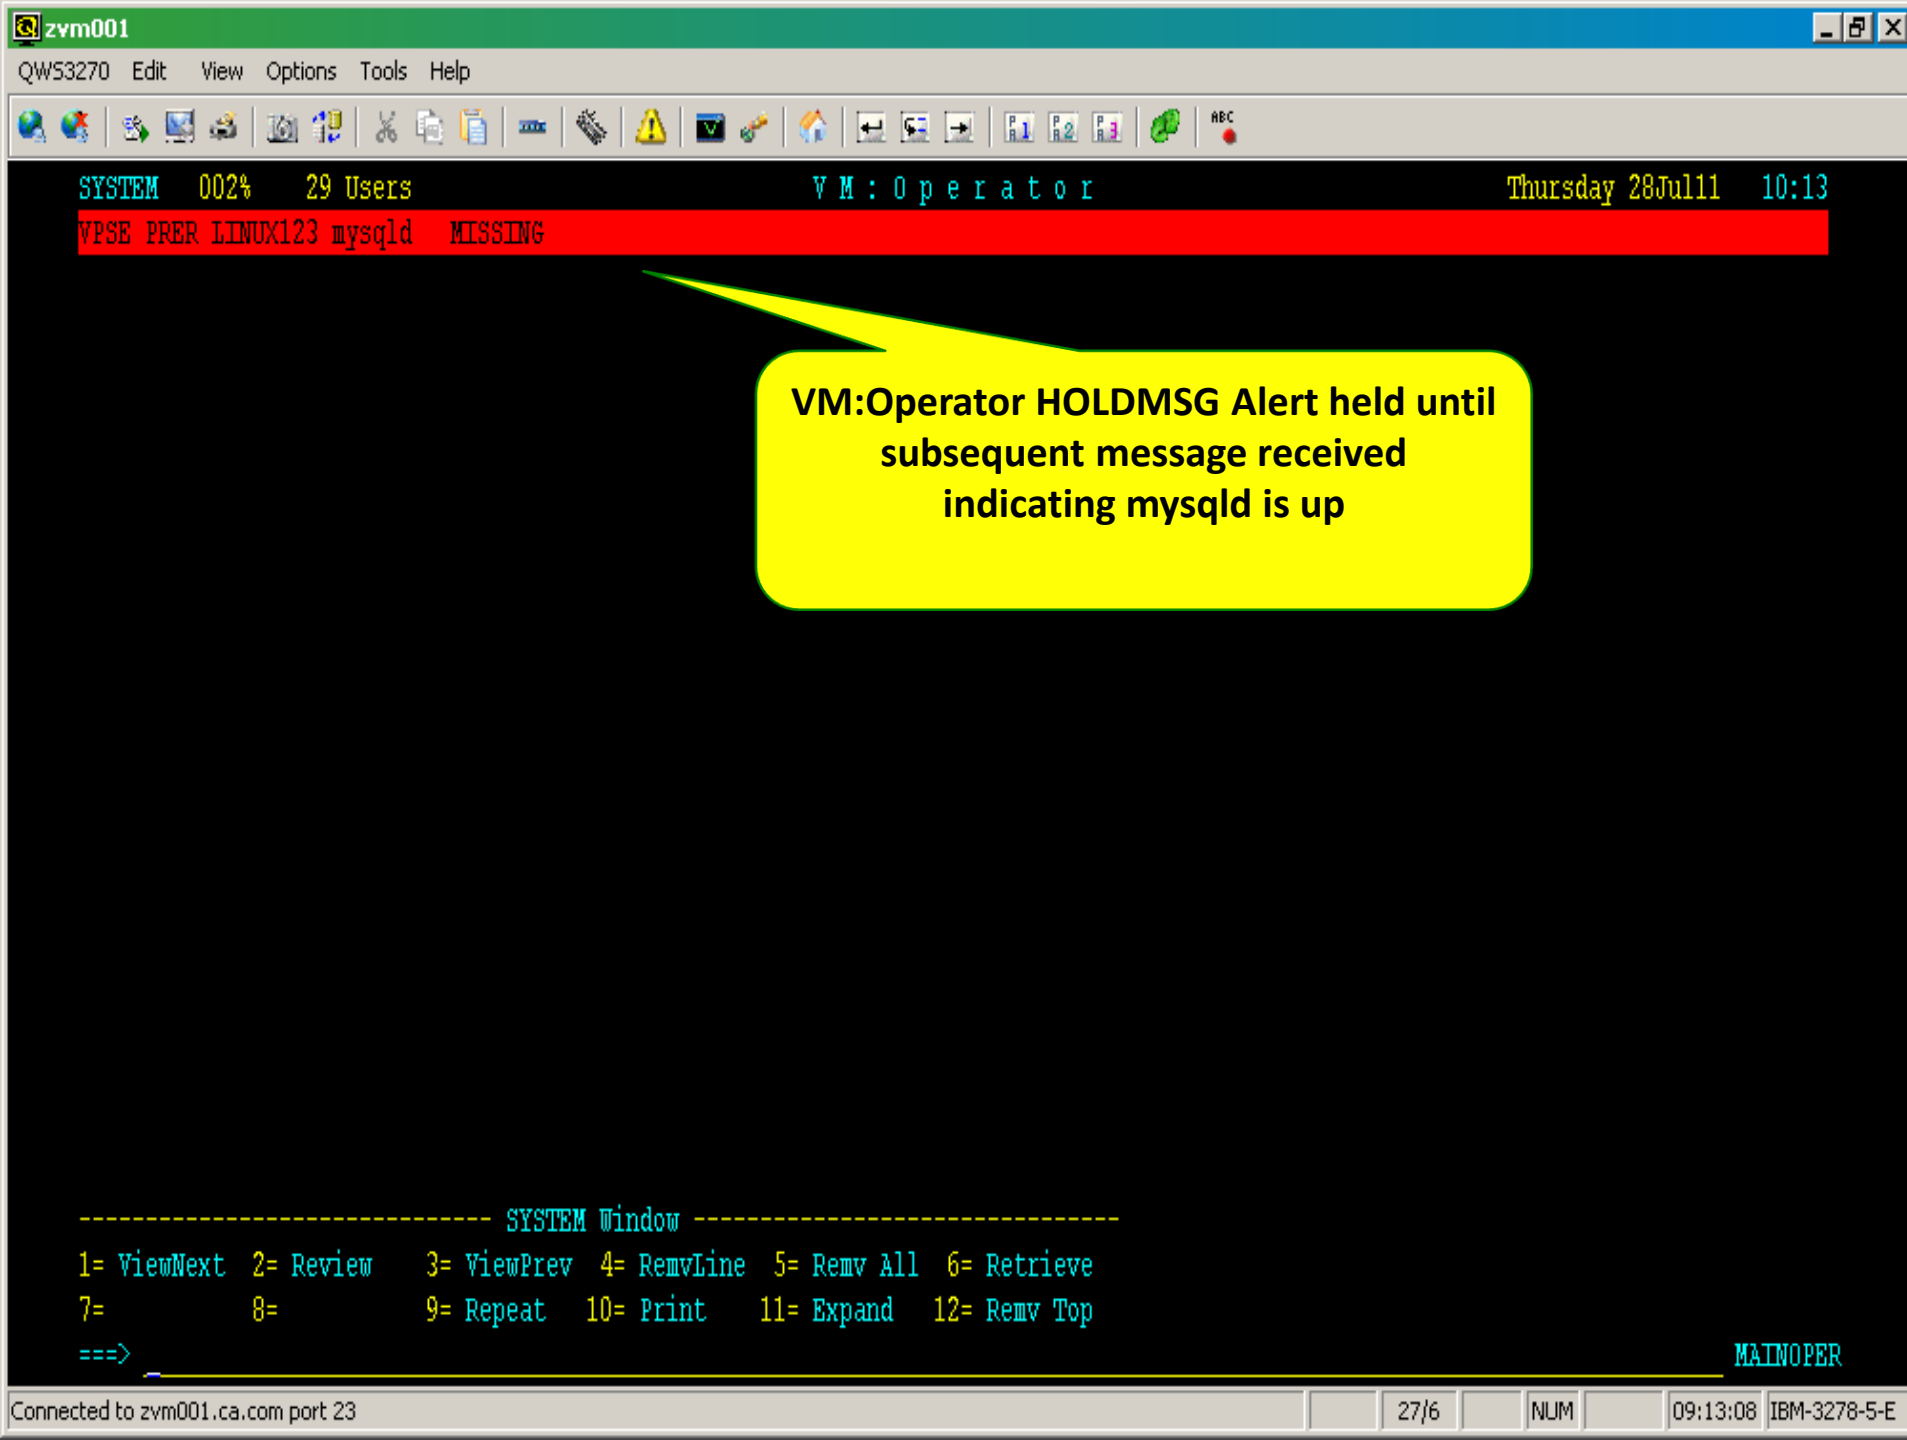 zvm001
QWS3270 Edit View Options Tools Help
ABC
SYSTEM 002% 29 Users V M : O p e r a t o r Thursday 28Jul11 10:13
VPSE PRER LINUX123 mysqld MISSING
VM:Operator HOLDMSG Alert held until
subsequent message received
indicating mysqld is up
------------------------------- SYSTEM Window --------------------------------
1= ViewNext 2= Review 3= ViewPrev 4= RemvLine 5= Remv All 6= Retrieve
7= 8= 9= Repeat 10= Print 11= Expand 12= Remv Top
===> _
MAINOPER
Connected to zvm001.ca.com port 23 27/6 NUM 09:13:08 IBM-3278-5-E